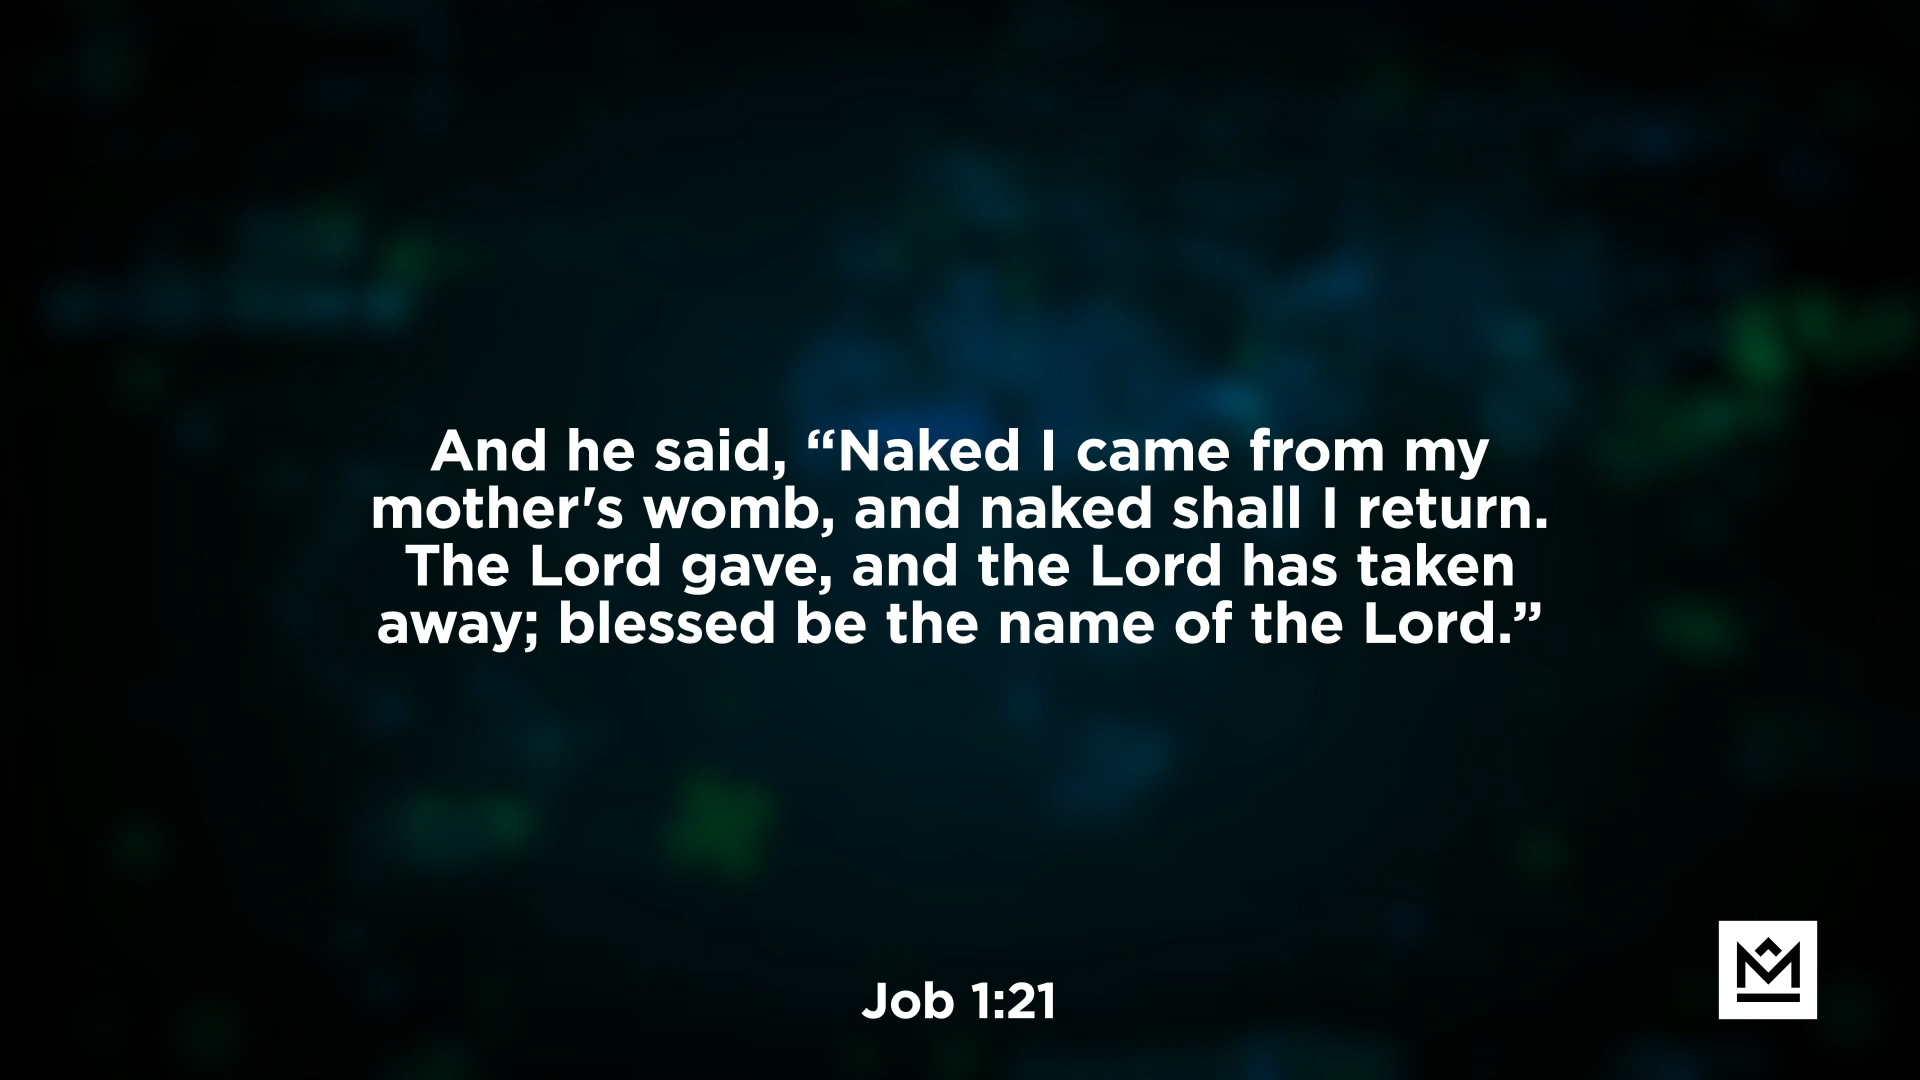 And he said, “Naked I came from my
mother's womb, and naked shall I return.
The Lord gave, and the Lord has taken
away; blessed be the name of the Lord.”
Job 1:21